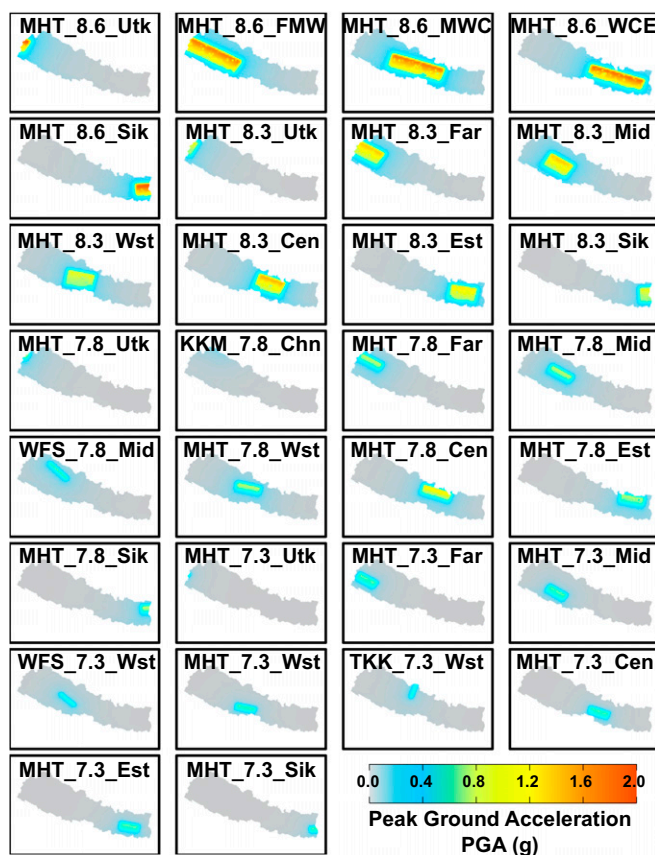 MHT_8.6_Utk
MHT_8.6_FMW
MHT_8.6_MWC
MHT_8.6_WCE
MHT_8.6_Sik
MHT_8.3_Utk
MHT_8.3_Far
MHT_8.3_Mid
MHT_8.3_Wst
MHT_8.3_Cen
MHT_8.3_Est
MHT_8.3_Sik
MHT_7.8_Utk
KKM_7.8_Chn
MHT_7.8_Far
MHT_7.8_Mid
WFS_7.8_Mid
MHT_7.8_Wst
MHT_7.8_Cen
MHT_7.8_Est
MHT_7.8_Sik
MHT_7.3_Utk
MHT_7.3_Far
MHT_7.3_Mid
WFS_7.3_Wst
MHT_7.3_Wst
TKK_7.3_Wst
MHT_7.3_Cen
MHT_7.3_Est
MHT_7.3_Sik
0.0 0.4 0.8 1.2 1.6 2.0
Peak Ground Acceleration
PGA (g)